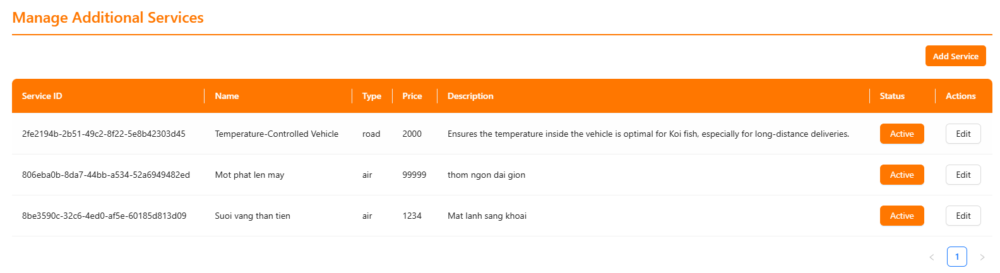 Manage Additional Services
Add Service
Service ID Name Type Price Description Status Actions
2fe2194b-2b51-49c2-8f22-5e8b42303d45 Temperature-Controlled Vehicle road 2000 Ensures the temperature inside the vehicle is optimal for Koi fish, especially for long-distance deliveries. Active Edit
806eba0b-8da7-44bb-a534-52a6949482ed Mot phat len may air 99999 thom ngon dai gion Active Edit
8be3590c-32c6-4ed0-af5e-60185d813d09 Suoi vang than tien air 1234 Mat lanh sang khoai Active Edit
< 1 >